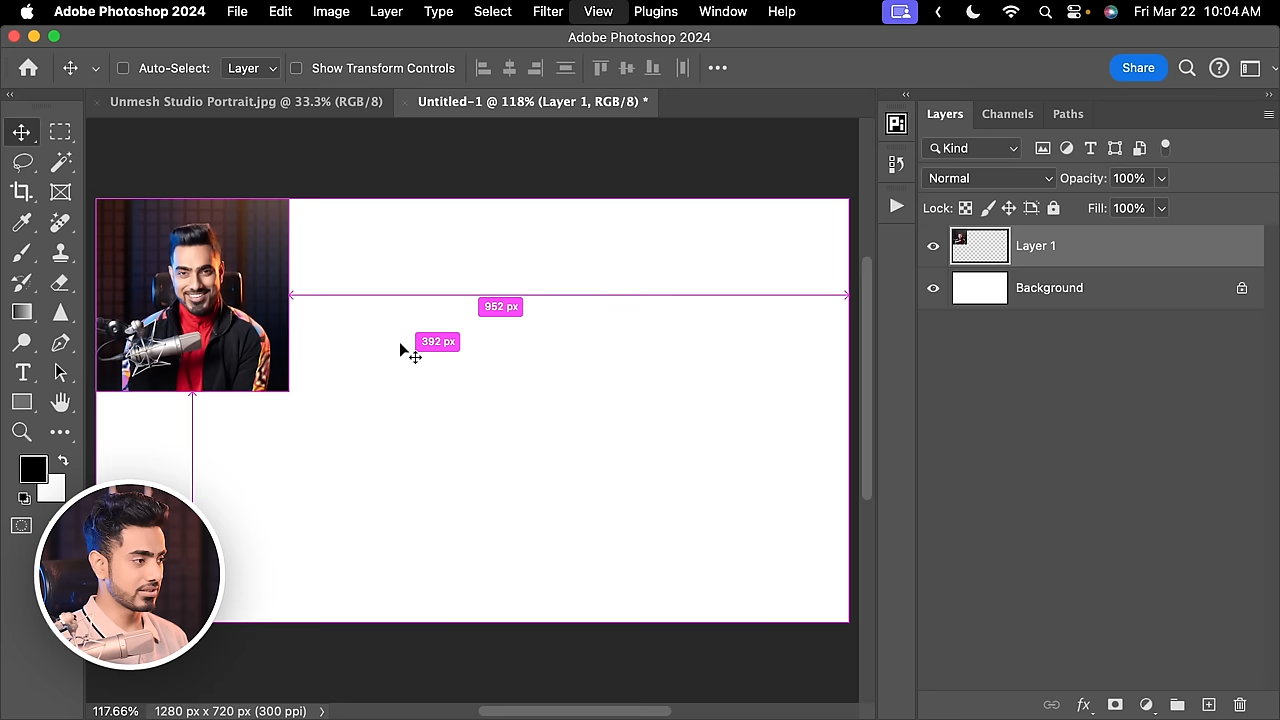 Adobe Photoshop 2024 File Edit Image Layer Type Select Filter View Plugins Window Help Fri Mar 22 10:04 AM
Adobe Photoshop 2024
Auto-Select: Layer Show Transform Controls Share
Unmesh Studio Portrait.jpg @ 33.3% (RGB/8) Untitled-1 @ 118% (Layer 1, RGB/8) *
Layers Channels Paths
Kind
Normal Opacity: 100%
Lock: Fill: 100%
Layer 1
Background
952 px
392 px
117.66% 1280 px x 720 px (300 ppi)